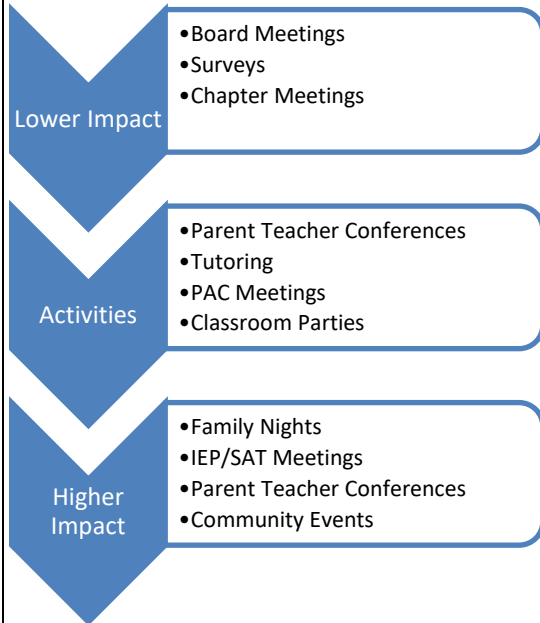 Lower Impact
•Board Meetings
•Surveys
•Chapter Meetings
Activities
•Parent Teacher Conferences
•Tutoring
•PAC Meetings
•Classroom Parties
Higher
Impact
•Family Nights
•IEP/SAT Meetings
•Parent Teacher Conferences
•Community Events